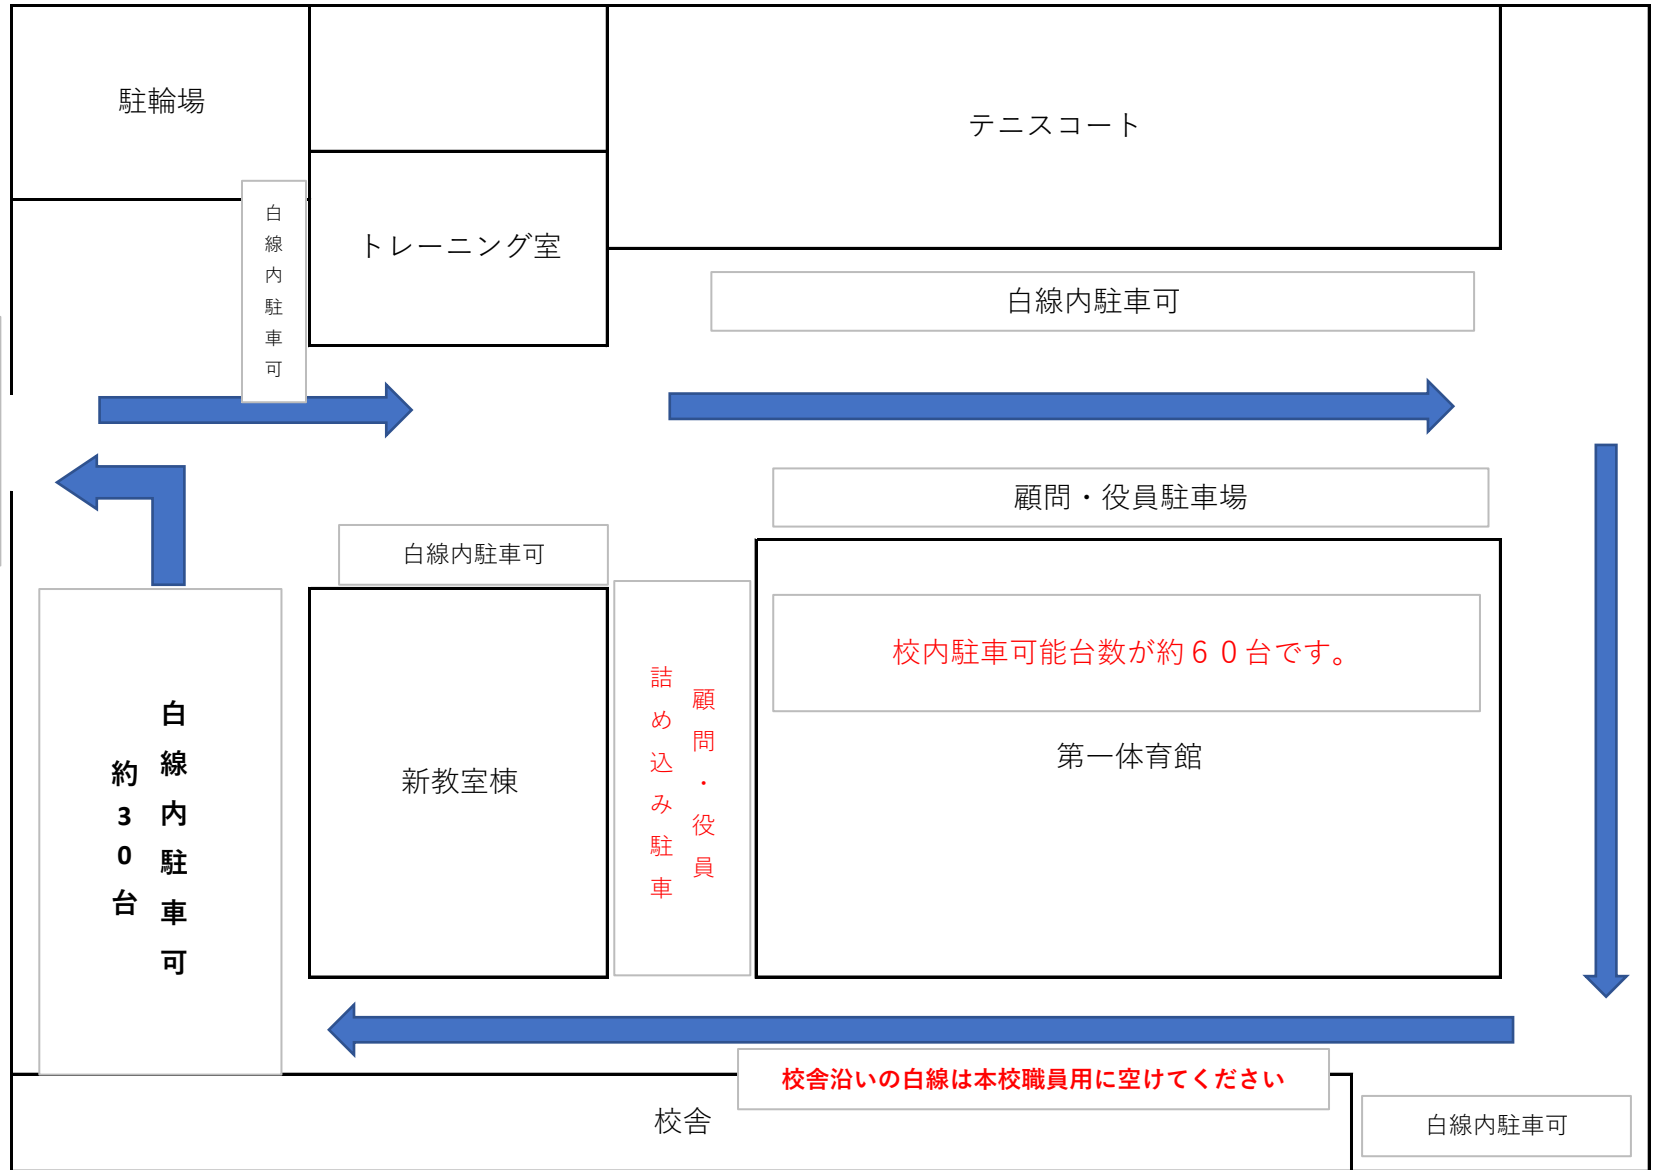 駐輪場
テニスコート
白線内駐車可
トレーニング室
白線内駐車可
顧問・役員駐車場
白線内駐車可
校内駐車可能台数が約６０台です。
顧問・役員
詰め込み駐車
第一体育館
新教室棟
白線内駐車可
約30台
校舎沿いの白線は本校職員用に空けてください
校舎
白線内駐車可